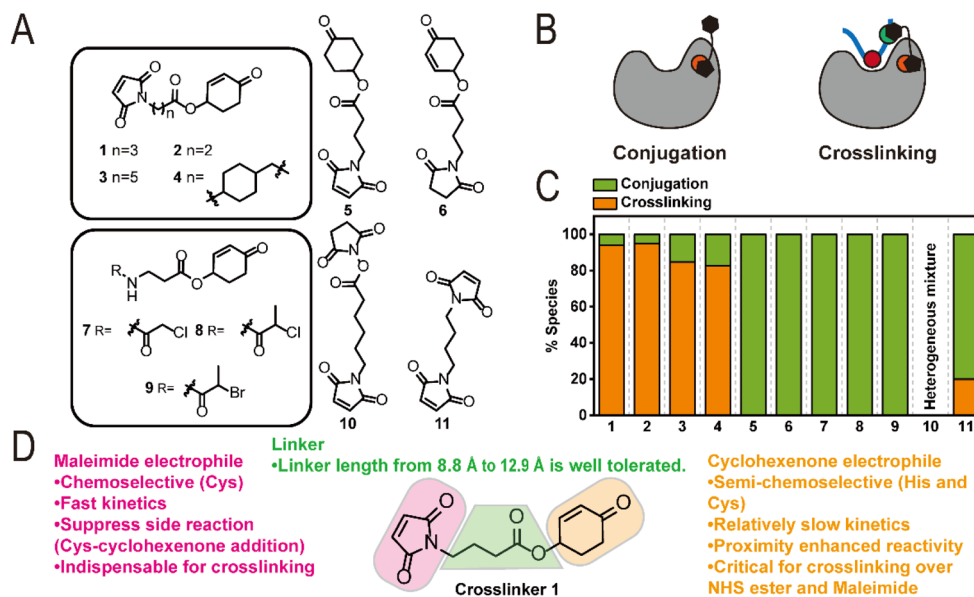 A
1 n=3 2 n=2
3 n=5 4 n=
O
O
N
n
O
O
O
5
6
R
N
H
O
O
O
7 R=
Cl
O
8 R=
Cl
O
9 R=
Br
O
10
11
B
Conjugation
Crosslinking
C
Conjugation
Crosslinking
% Species
100
80
60
40
20
0
Heterogeneous mixture
1 2 3 4 5 6 7 8 9 10 11
D
Maleimide electrophile
•Chemoselective (Cys)
•Fast kinetics
•Suppress side reaction
(Cys-cyclohexenone addition)
•Indispensable for crosslinking
Linker
•Linker length from 8.8 Å to 12.9 Å is well tolerated.
O
N
O
O
O
O
Crosslinker 1
Cyclohexenone electrophile
•Semi-chemoselective (His and
Cys)
•Relatively slow kinetics
•Proximity enhanced reactivity
•Critical for crosslinking over
NHS ester and Maleimide